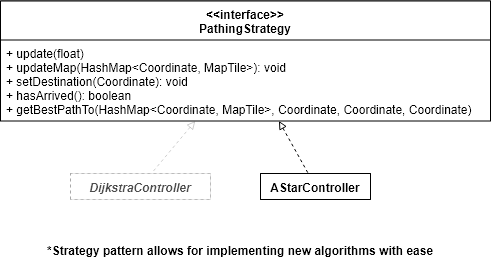 <<interface>>
PathingStrategy
+ update(float)
+ updateMap(HashMap<Coordinate, MapTile>): void
+ setDestination(Coordinate): void
+ hasArrived(): boolean
+ getBestPathTo(HashMap<Coordinate, MapTile>, Coordinate, Coordinate, Coordinate)
DijkstraController
AStarController
*Strategy pattern allows for implementing new algorithms with ease